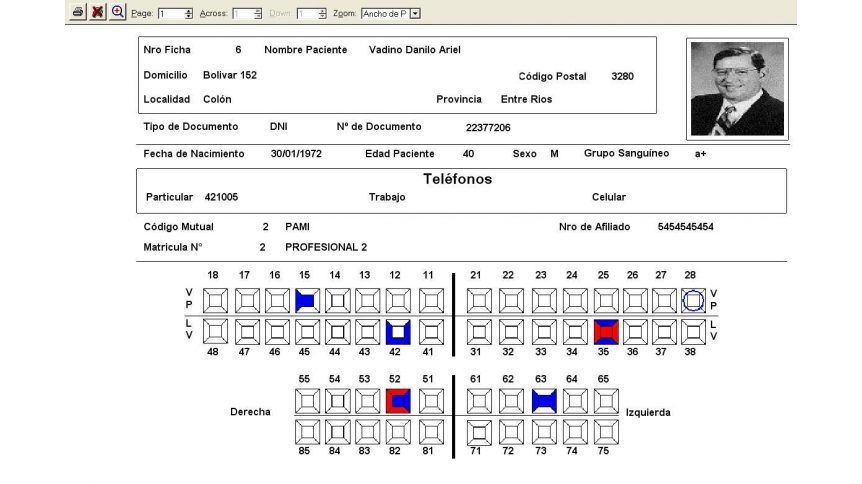 Page: 1 Across: 1 Down: 1 Zoom: Ancho de P
Nro Ficha 6 Nombre Paciente Vadino Danilo Ariel
Domicilio Bolivar 152 Código Postal 3280
Localidad Colón Provincia Entre Rios
Tipo de Documento DNI Nº de Documento 22377206
Fecha de Nacimiento 30/01/1972 Edad Paciente 40 Sexo M Grupo Sanguíneo a+
Teléfonos
Particular 421005 Trabajo Celular
Código Mutual 2 PAMI Nro de Afiliado 5454545454
Matricula Nº 2 PROFESIONAL 2
18 17 16 15 14 13 12 11 21 22 23 24 25 26 27 28
V V
P P
L L
V V
48 47 46 45 44 43 42 41 31 32 33 34 35 36 37 38
55 54 53 52 51 61 62 63 64 65
Derecha Izquierda
85 84 83 82 81 71 72 73 74 75